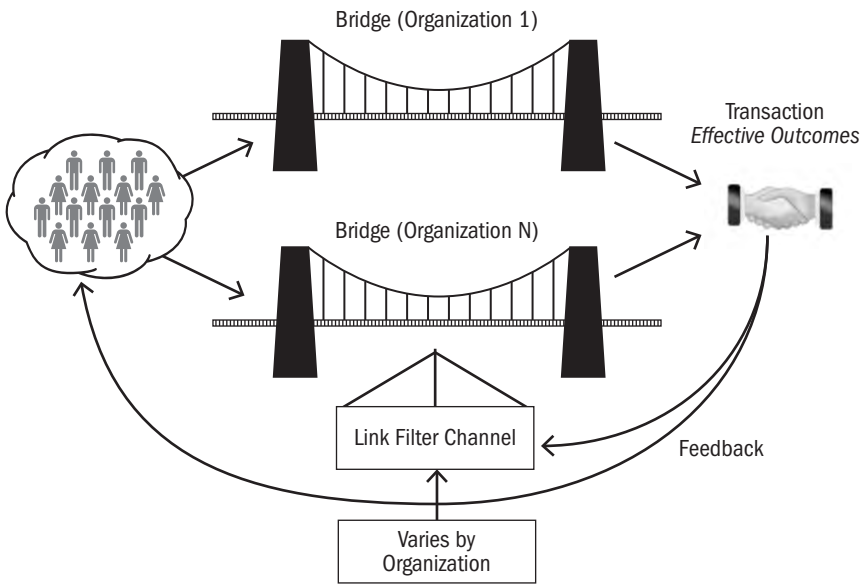 Bridge (Organization 1)
Transaction
Effective Outcomes
Bridge (Organization N)
Link Filter Channel
Feedback
Varies by
Organization